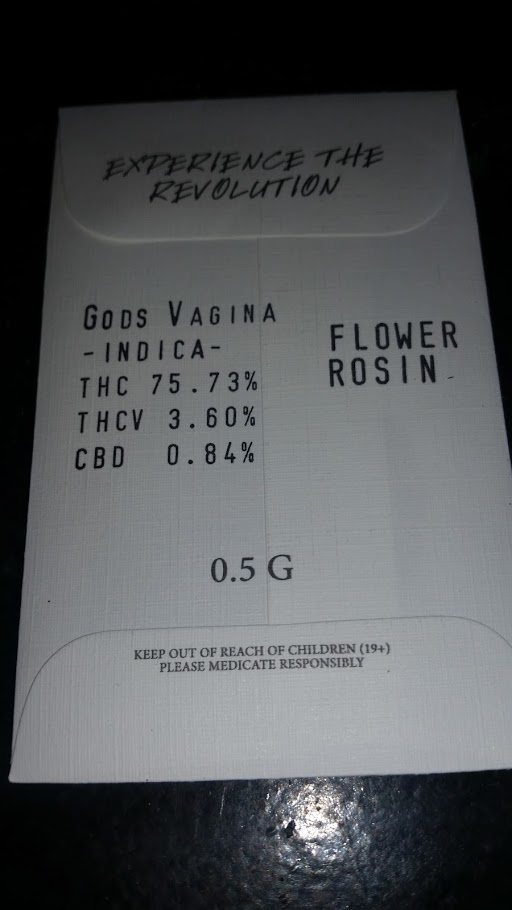 EXPERIENCE THE
REVOLUTION
GODS VAGINA
-INDICA-
THC 75.73%
THCV 3.60%
CBD 0.84%
FLOWER
ROSIN
0.5 G
KEEP OUT OF REACH OF CHILDREN (19+)
PLEASE MEDICATE RESPONSIBLY